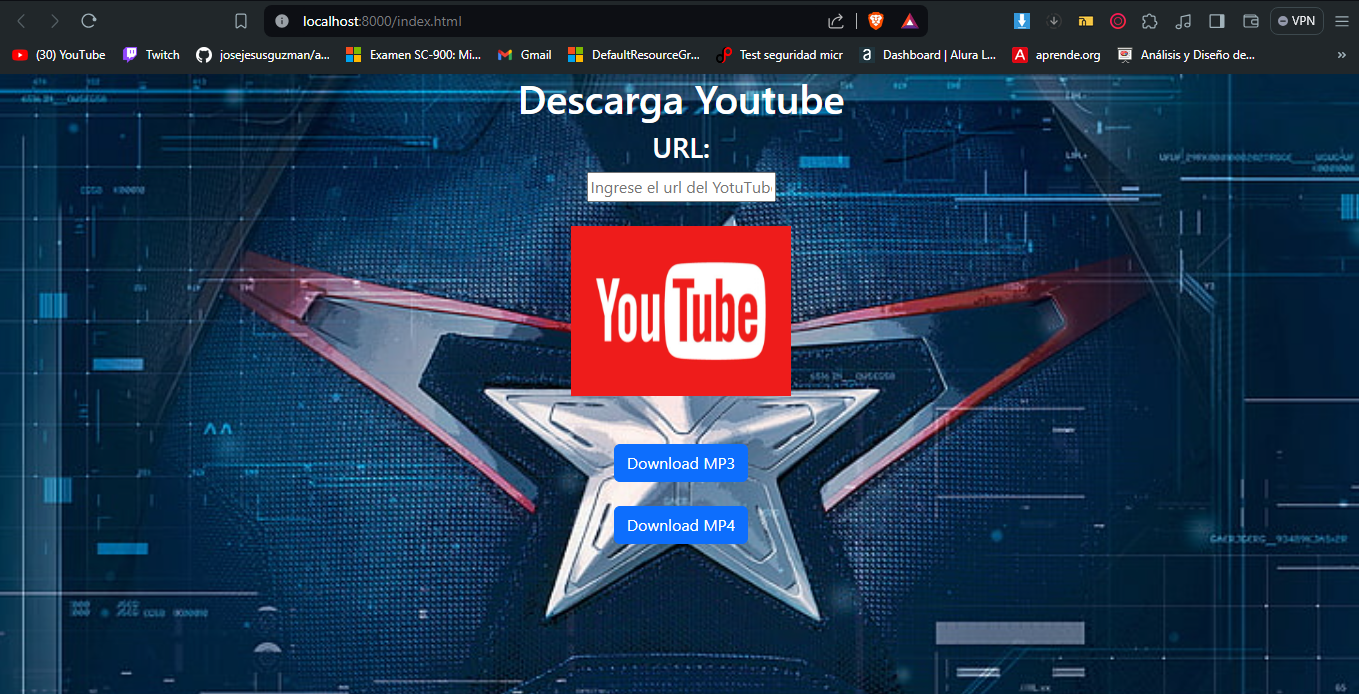 localhost:8000/index.html
VPN
(30) YouTube
Twitch
josejesusguzman/a...
Examen SC-900: Mi...
Gmail
DefaultResourceGr...
Test seguridad micr
Dashboard | Alura L...
aprende.org
Análisis y Diseño de...
»
Descarga Youtube
URL:
Ingrese el url del YotuTub
YouTube
Download MP3
Download MP4